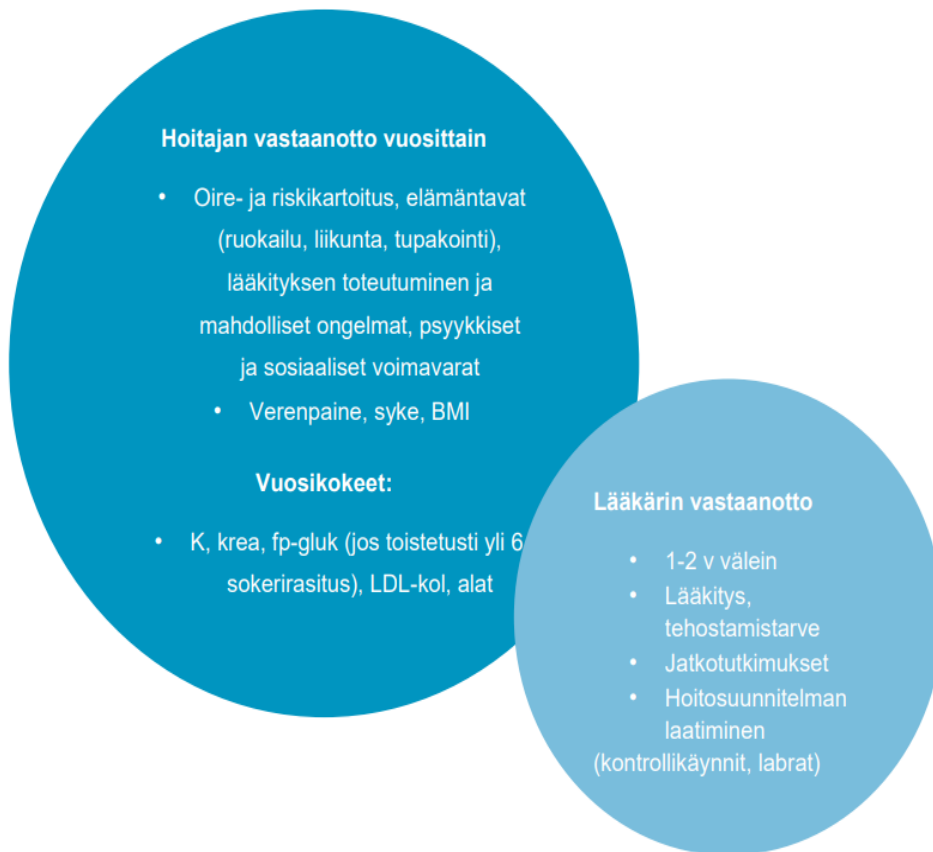 Hoitajan vastaanotto vuosittain
• Oire- ja riskikartoitus, elämäntavat
(ruokailu, liikunta, tupakointi),
lääkityksen toteutuminen ja
mahdolliset ongelmat, psyykkiset
ja sosiaaliset voimavarat
• Verenpaine, syke, BMI
Vuosikokeet:
• K, krea, fp-gluk (jos toistetusti yli 6
sokerirasitus), LDL-kol, alat
Lääkärin vastaanotto
• 1-2 v välein
• Lääkitys,
tehostamistarve
• Jatkotutkimukset
• Hoitosuunnitelman
laatiminen
(kontrollikäynnit, labrat)